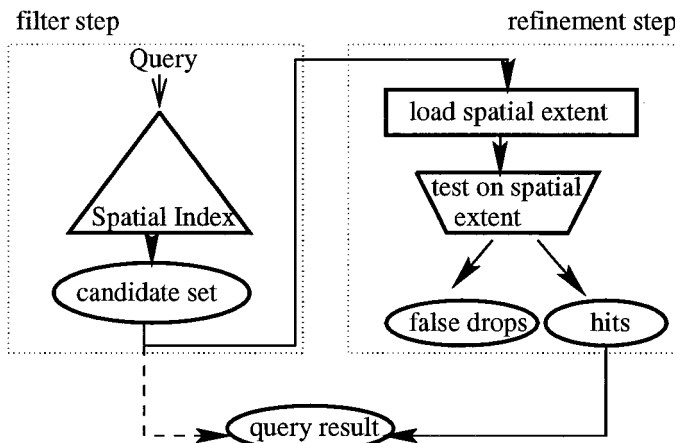 filter step
refinement step
Query
load spatial extent
test on spatial
extent
Spatial Index
candidate set
false drops
hits
query result